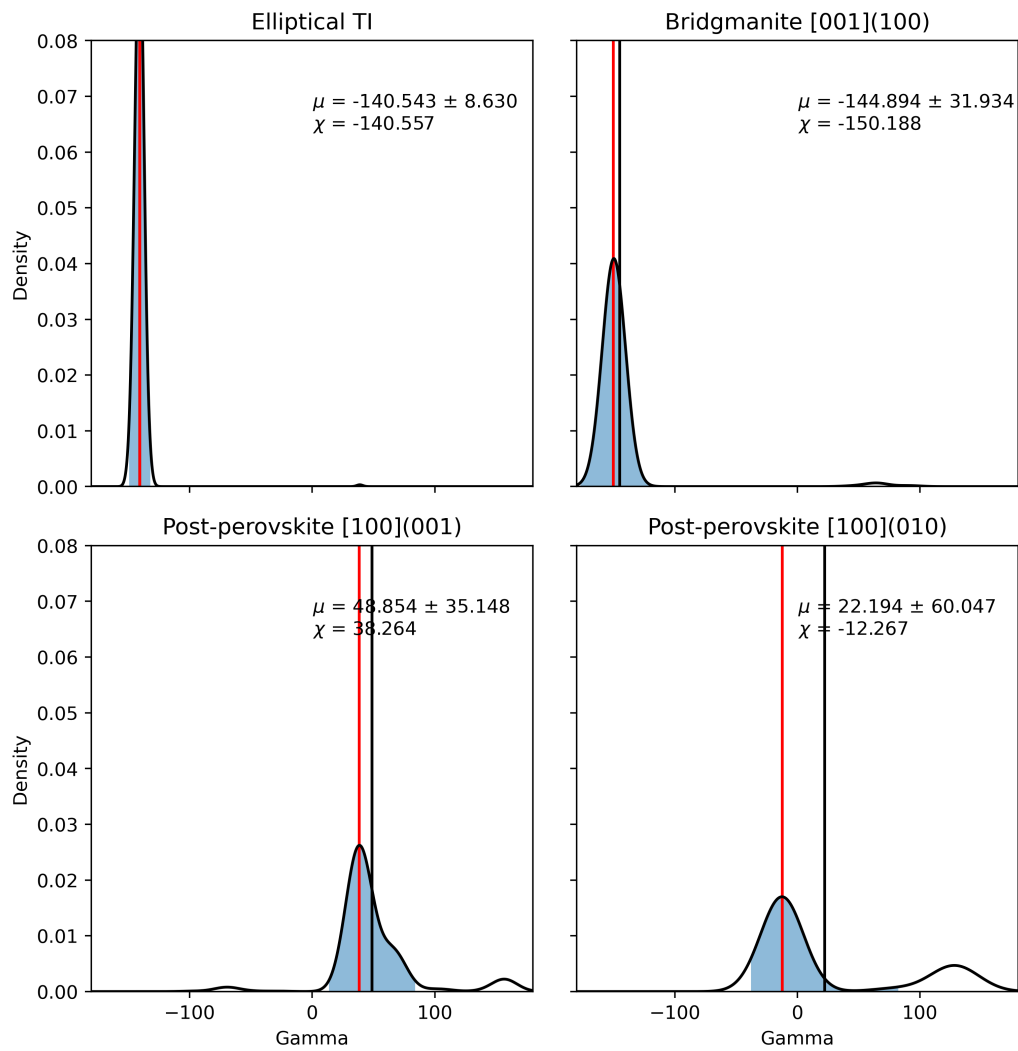 Elliptical TI
Bridgmanite [001](100)
0.08
0.07
0.06
0.05
0.04
0.03
0.02
0.01
0.00
Density
μ = -140.543 ± 8.630
χ = -140.557
μ = -144.894 ± 31.934
χ = -150.188
Post-perovskite [100](001)
Post-perovskite [100](010)
0.08
0.07
0.06
0.05
0.04
0.03
0.02
0.01
0.00
Density
μ = 48.854 ± 35.148
χ = 38.264
μ = 22.194 ± 60.047
χ = -12.267
−100
0
100
Gamma
−100
0
100
Gamma